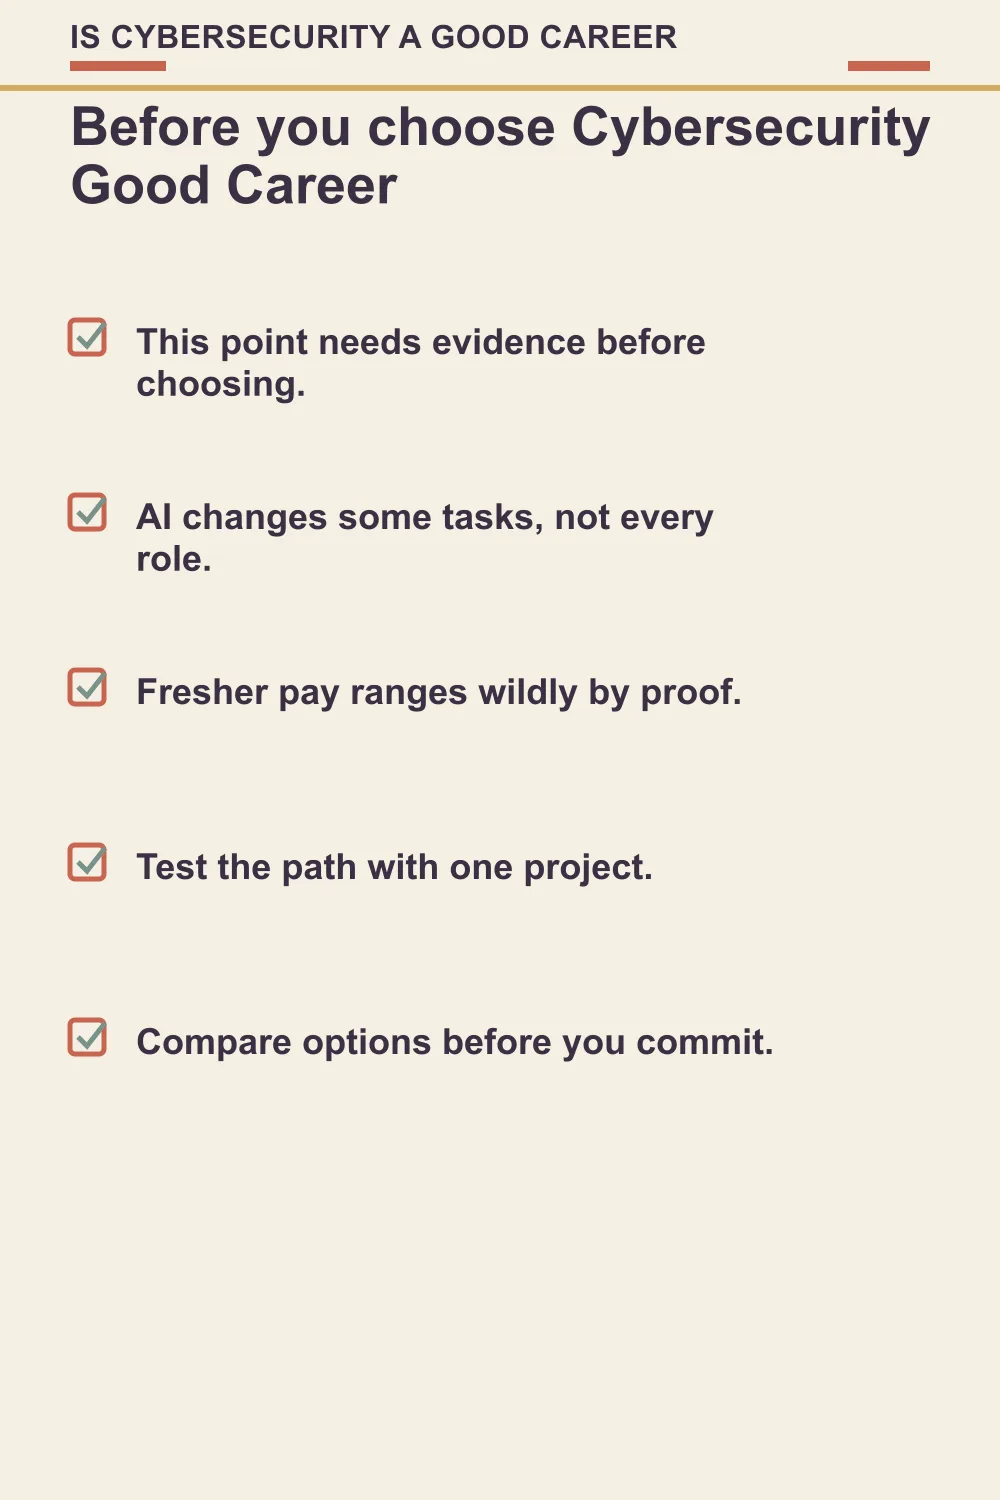 IS CYBERSECURITY A GOOD CAREER
Before you choose Cybersecurity
Good Career
This point needs evidence before
choosing.
AI changes some tasks, not every
role.
Fresher pay ranges wildly by proof.
Test the path with one project.
Compare options before you commit.